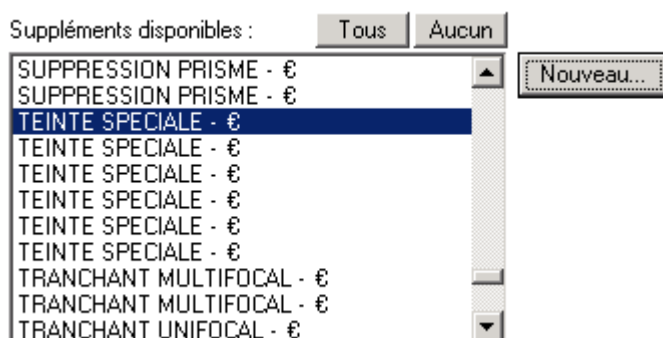 Suppléments disponibles : Tous Aucun
SUPPRESSION PRISME - €
SUPPRESSION PRISME - €
Nouveau...
TEINTE SPECIALE - €
TEINTE SPECIALE - €
TEINTE SPECIALE - €
TEINTE SPECIALE - €
TEINTE SPECIALE - €
TEINTE SPECIALE - €
TRANCHANT MULTIFOCAL - €
TRANCHANT MULTIFOCAL - €
TRANCHANT UNIFOCAL - €